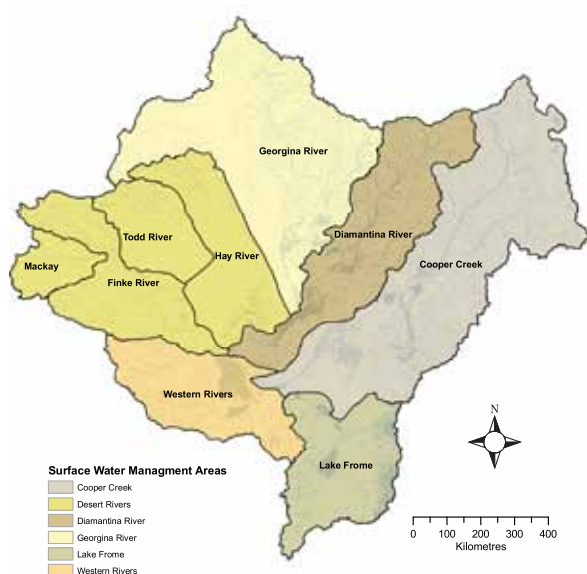 Georgina River
Todd River
Diamantina River
Hay River
Cooper Creek
Mackay
Finke River
Western Rivers
N
Lake Frome
Surface Water Managment Areas
Cooper Creek
Desert Rivers
Diamantina River
Georgina River
Lake Frome
Western Rivers
0 50 100 200 300 400
Kilometres